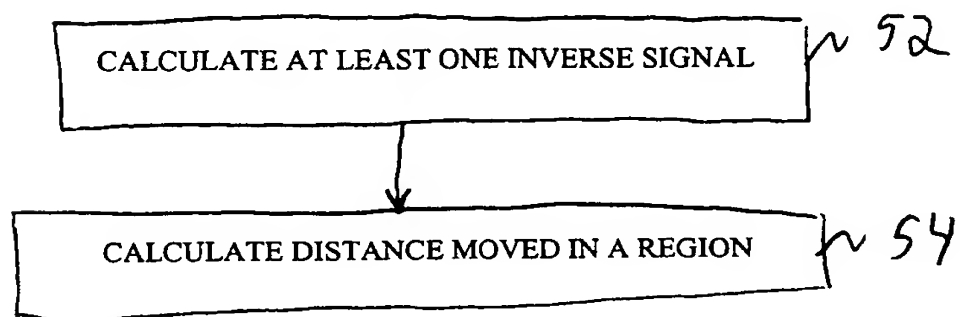 CALCULATE AT LEAST ONE INVERSE SIGNAL
52
CALCULATE DISTANCE MOVED IN A REGION
54